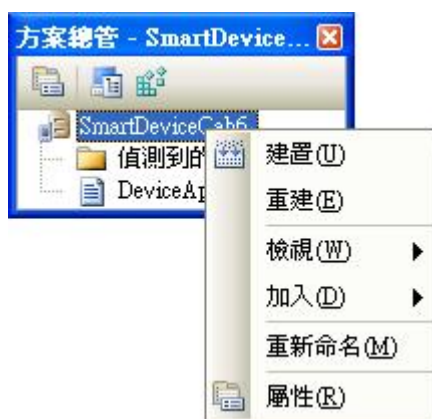 方案總管 - SmartDevice...
SmartDeviceCab6
偵測到的
DeviceAp
建置(U)
重建(E)
檢視(W)
加入(D)
重新命名(M)
屬性(R)